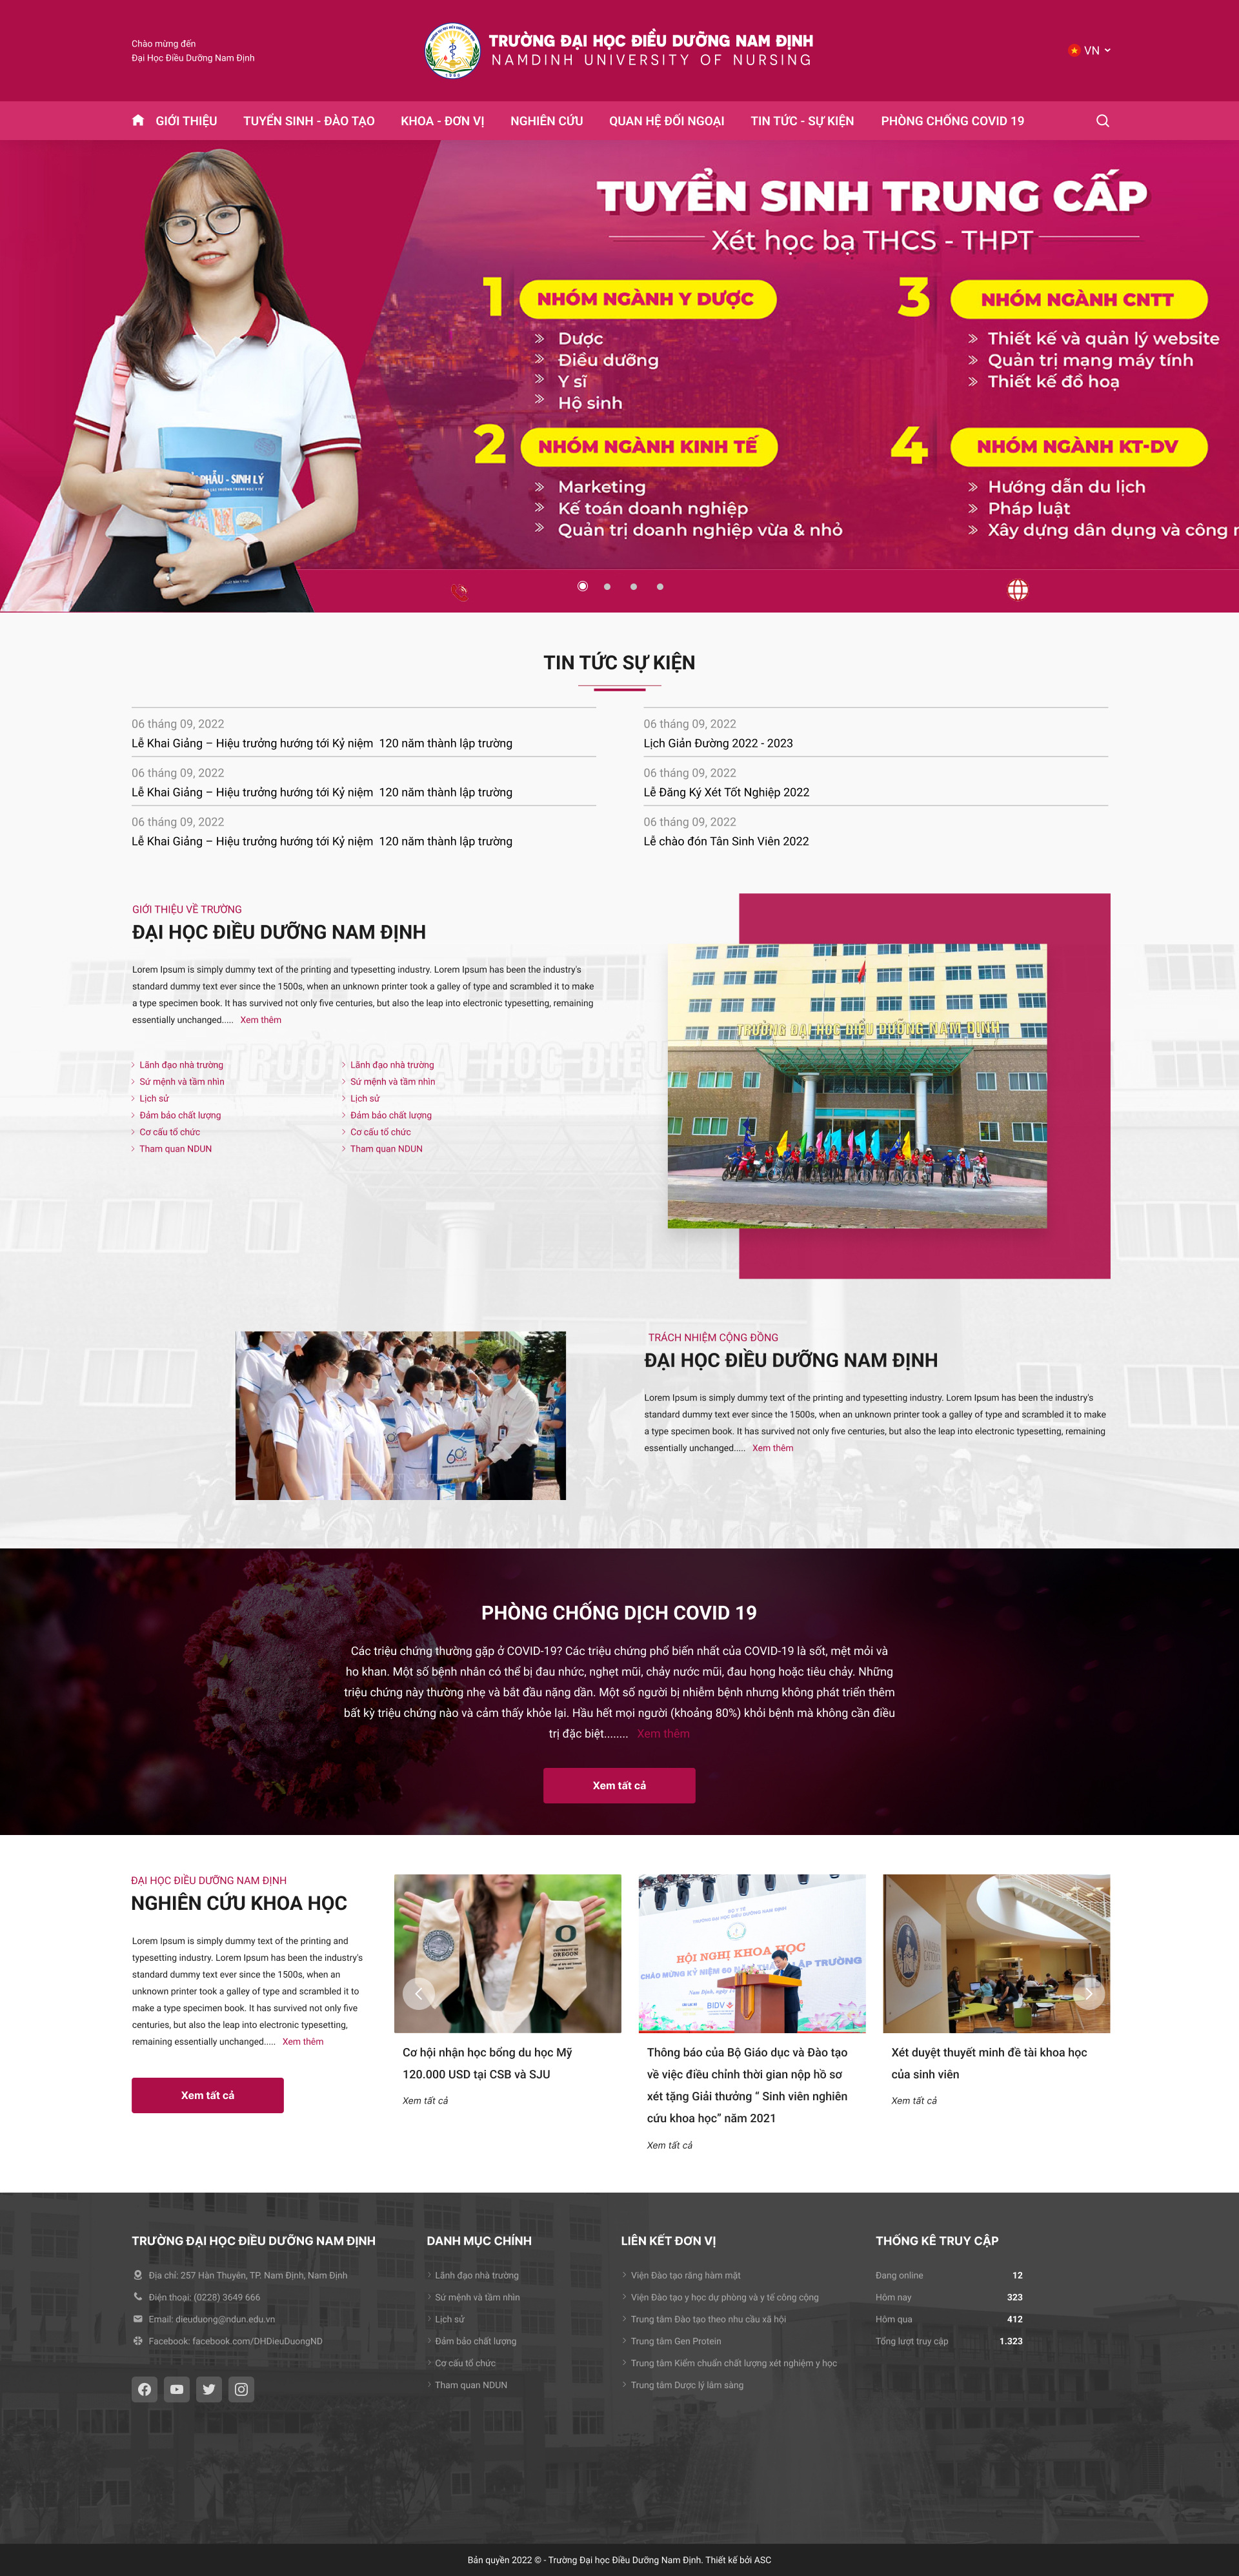 Chào mừng đến
Đại Học Điều Dưỡng Nam Định
TRƯỜNG ĐẠI HỌC ĐIỀU DƯỠNG NAM ĐỊNH
NAMDINH UNIVERSITY OF NURSING
VN
GIỚI THIỆU
TUYỂN SINH - ĐÀO TẠO
KHOA - ĐƠN VỊ
NGHIÊN CỨU
QUAN HỆ ĐỐI NGOẠI
TIN TỨC - SỰ KIỆN
PHÒNG CHỐNG COVID 19
TUYỂN SINH TRUNG CẤP
Xét học bạ THCS - THPT
1 NHÓM NGÀNH Y DƯỢC
Dược
Điều dưỡng
Y sĩ
Hộ sinh
2 NHÓM NGÀNH KINH TẾ
Marketing
Kế toán doanh nghiệp
Quản trị doanh nghiệp vừa & nhỏ
3 NHÓM NGÀNH CNTT
Thiết kế và quản lý website
Quản trị mạng máy tính
Thiết kế đồ hoạ
4 NHÓM NGÀNH KT-DV
Hướng dẫn du lịch
Pháp luật
Xây dựng dân dụng và công
PHẪU - SINH LÝ
TIN TỨC SỰ KIỆN
06 tháng 09, 2022
Lễ Khai Giảng – Hiệu trưởng hướng tới Kỷ niệm 120 năm thành lập trường
06 tháng 09, 2022
Lễ Khai Giảng – Hiệu trưởng hướng tới Kỷ niệm 120 năm thành lập trường
06 tháng 09, 2022
Lễ Khai Giảng – Hiệu trưởng hướng tới Kỷ niệm 120 năm thành lập trường
06 tháng 09, 2022
Lịch Giản Đường 2022 - 2023
06 tháng 09, 2022
Lễ Đăng Ký Xét Tốt Nghiệp 2022
06 tháng 09, 2022
Lễ chào đón Tân Sinh Viên 2022
GIỚI THIỆU VỀ TRƯỜNG
ĐẠI HỌC ĐIỀU DƯỠNG NAM ĐỊNH
Lorem Ipsum is simply dummy text of the printing and typesetting industry. Lorem Ipsum has been the industry's
standard dummy text ever since the 1500s, when an unknown printer took a galley of type and scrambled it to make
a type specimen book. It has survived not only five centuries, but also the leap into electronic typesetting, remaining
essentially unchanged..... Xem thêm
Lãnh đạo nhà trường
Sứ mệnh và tầm nhìn
Lịch sử
Đảm bảo chất lượng
Cơ cấu tổ chức
Tham quan NDUN
Lãnh đạo nhà trường
Sứ mệnh và tầm nhìn
Lịch sử
Đảm bảo chất lượng
Cơ cấu tổ chức
Tham quan NDUN
TRƯỜNG ĐẠI HỌC ĐIỀU DƯỠNG NAM ĐỊNH
TRÁCH NHIỆM CỘNG ĐỒNG
ĐẠI HỌC ĐIỀU DƯỠNG NAM ĐỊNH
Lorem Ipsum is simply dummy text of the printing and typesetting industry. Lorem Ipsum has been the industry's
standard dummy text ever since the 1500s, when an unknown printer took a galley of type and scrambled it to make
a type specimen book. It has survived not only five centuries, but also the leap into electronic typesetting, remaining
essentially unchanged..... Xem thêm
PHÒNG CHỐNG DỊCH COVID 19
Các triệu chứng thường gặp ở COVID-19? Các triệu chứng phổ biến nhất của COVID-19 là sốt, mệt mỏi và
ho khan. Một số bệnh nhân có thể bị đau nhức, nghẹt mũi, chảy nước mũi, đau họng hoặc tiêu chảy. Những
triệu chứng này thường nhẹ và bắt đầu nặng dần. Một số người bị nhiễm bệnh nhưng không phát triển thêm
bất kỳ triệu chứng nào và cảm thấy khỏe lại. Hầu hết mọi người (khoảng 80%) khỏi bệnh mà không cần điều
trị đặc biệt........ Xem thêm
Xem tất cả
ĐẠI HỌC ĐIỀU DƯỠNG NAM ĐỊNH
NGHIÊN CỨU KHOA HỌC
Lorem Ipsum is simply dummy text of the printing and
typesetting industry. Lorem Ipsum has been the industry's
standard dummy text ever since the 1500s, when an
unknown printer took a galley of type and scrambled it to
make a type specimen book. It has survived not only five
centuries, but also the leap into electronic typesetting,
remaining essentially unchanged..... Xem thêm
Xem tất cả
O
UNIVERSITY OF
OREGON
Cơ hội nhận học bổng du học Mỹ
120.000 USD tại CSB và SJU
Xem tất cả
SỞ Y TẾ
TRƯỜNG ĐẠI HỌC ĐIỀU DƯỠNG NAM ĐỊNH
HỘI NGHỊ KHOA HỌC
CHÀO MỪNG KỶ NIỆM 60 NĂM THÀNH LẬP TRƯỜNG
BIDV
Thông báo của Bộ Giáo dục và Đào tạo
về việc điều chỉnh thời gian nộp hồ sơ
xét tặng Giải thưởng “ Sinh viên nghiên
cứu khoa học” năm 2021
Xem tất cả
Xét duyệt thuyết minh đề tài khoa học
của sinh viên
Xem tất cả
TRƯỜNG ĐẠI HỌC ĐIỀU DƯỠNG NAM ĐỊNH
Địa chỉ: 257 Hàn Thuyên, TP. Nam Định, Nam Định
Điện thoại: (0228) 3649 666
Email: dieuduong@ndun.edu.vn
Facebook: facebook.com/DHDieuDuongND
DANH MỤC CHÍNH
Lãnh đạo nhà trường
Sứ mệnh và tầm nhìn
Lịch sử
Đảm bảo chất lượng
Cơ cấu tổ chức
Tham quan NDUN
LIÊN KẾT ĐƠN VỊ
Viện Đào tạo răng hàm mặt
Viện Đào tạo y học dự phòng và y tế công cộng
Trung tâm Đào tạo theo nhu cầu xã hội
Trung tâm Gen Protein
Trung tâm Kiểm chuẩn chất lượng xét nghiệm y học
Trung tâm Dược lý lâm sàng
THỐNG KÊ TRUY CẬP
Đang online 12
Hôm nay 323
Hôm qua 412
Tổng lượt truy cập 1.323
Bản quyền 2022 © - Trường Đại học Điều Dưỡng Nam Định. Thiết kế bởi ASC